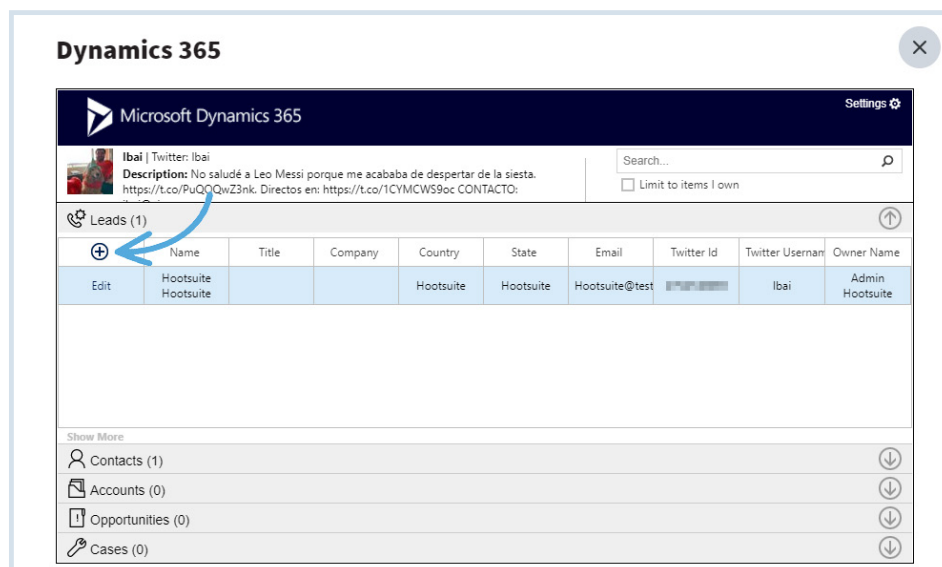 Dynamics 365
Microsoft Dynamics 365
Settings
Ibai | Twitter: Ibai
Description: No saludé a Leo Messi porque me acababa de despertar de la siesta.
https://t.co/PuQOQwZ3nk. Directos en: https://t.co/1CYMCWS9oc CONTACTO:
Search...
Limit to items I own
Leads (1)
Name Title Company Country State Email Twitter Id Twitter Usernam Owner Name
Edit Hootsuite Hootsuite Hootsuite Hootsuite Hootsuite@test Ibai Admin Hootsuite
Show More
Contacts (1)
Accounts (0)
Opportunities (0)
Cases (0)